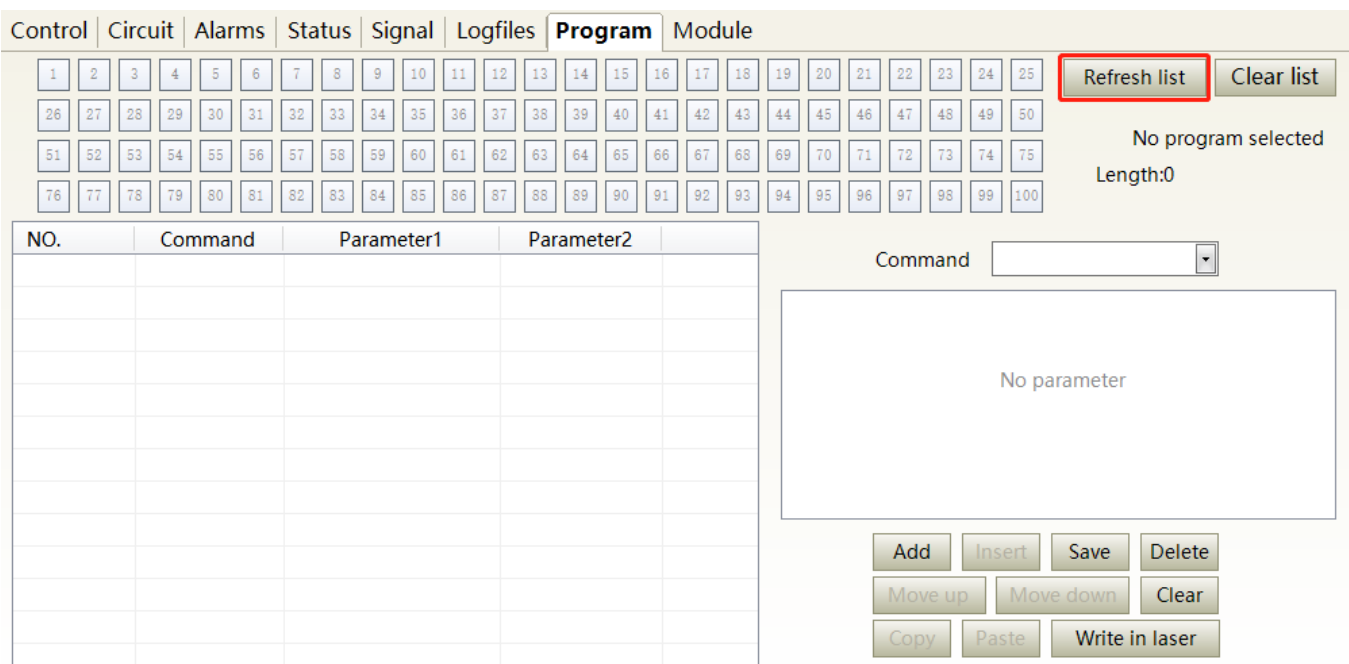 Control Circuit Alarms Status Signal Logfiles Program Module
1 2 3 4 5 6 7 8 9 10 11 12 13 14 15 16 17 18 19 20 21 22 23 24 25 Refresh list Clear list
26 27 28 29 30 31 32 33 34 35 36 37 38 39 40 41 42 43 44 45 46 47 48 49 50
No program selected
51 52 53 54 55 56 57 58 59 60 61 62 63 64 65 66 67 68 69 70 71 72 73 74 75
Length:0
76 77 78 79 80 81 82 83 84 85 86 87 88 89 90 91 92 93 94 95 96 97 98 99 100
NO. Command Parameter1 Parameter2
Command
No parameter
Add Insert Save Delete
Move up Move down Clear
Copy Paste Write in laser